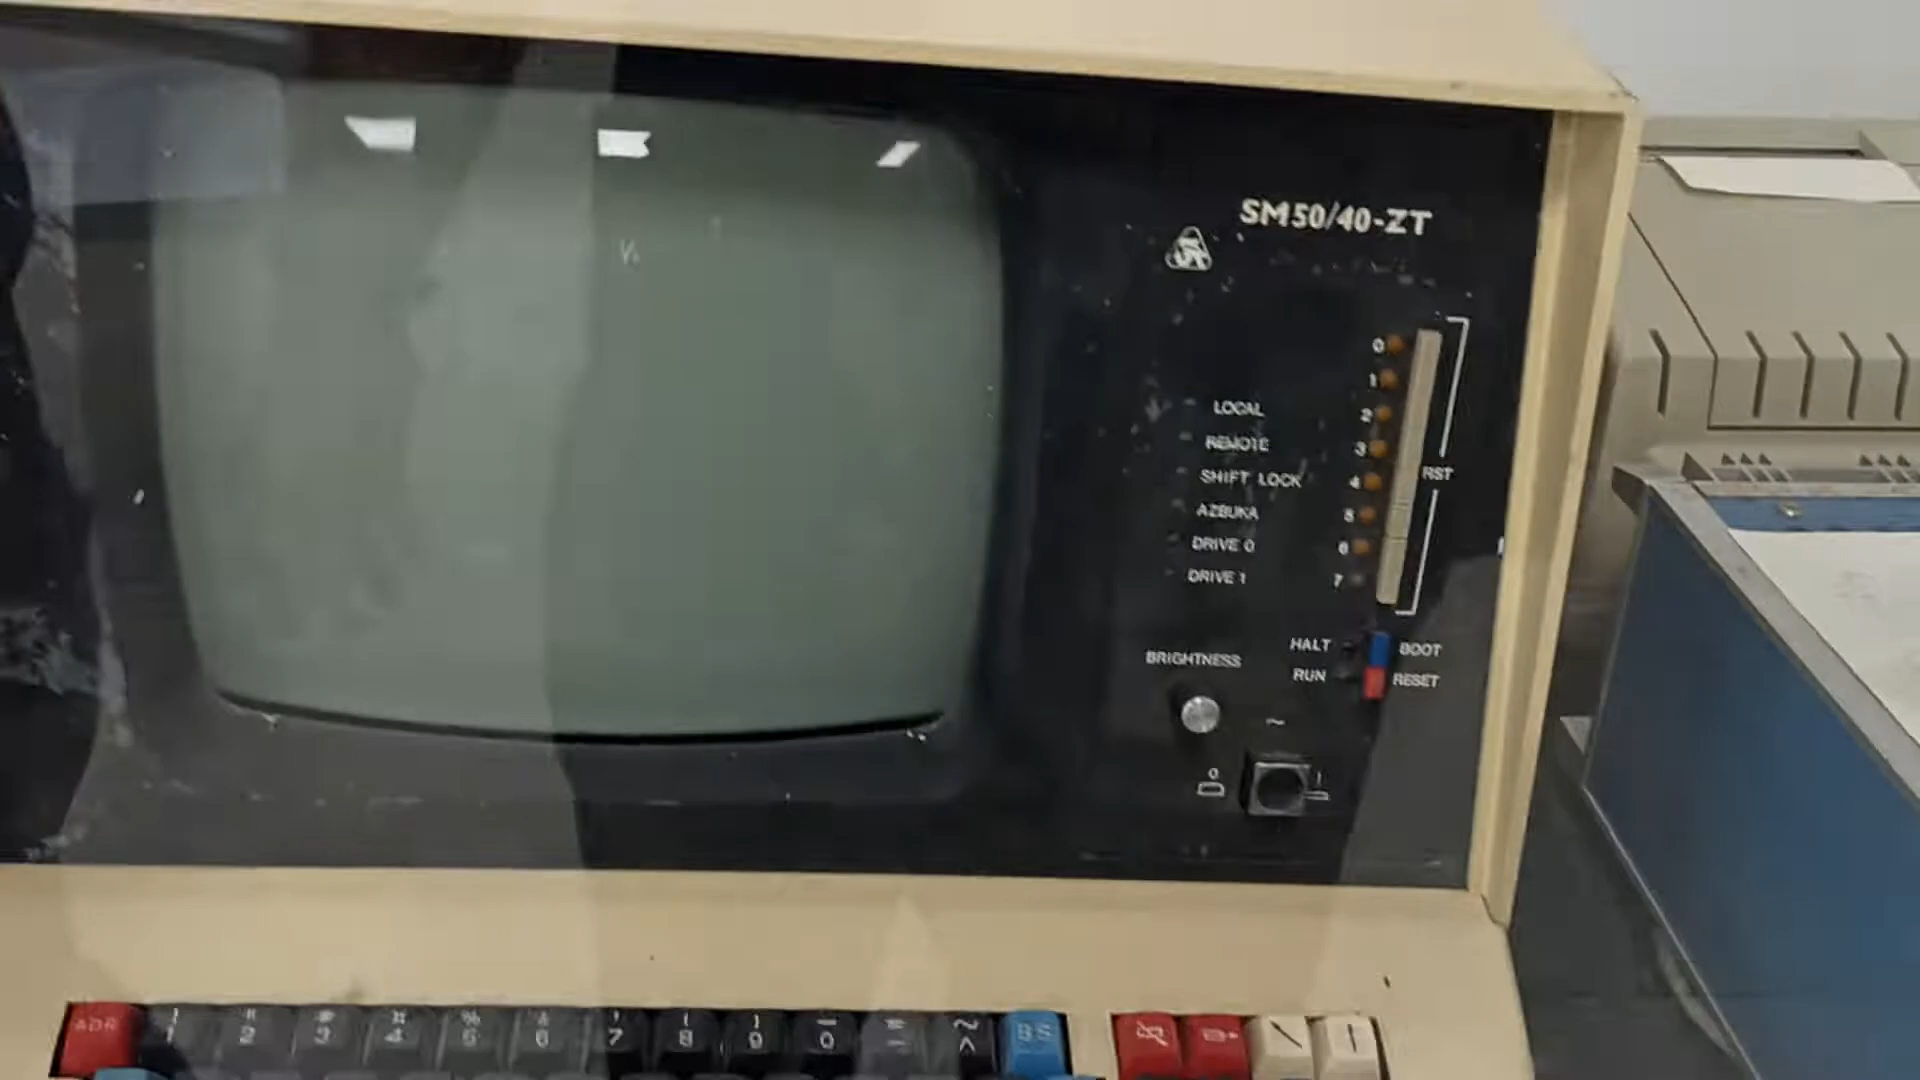 SM50/40-ZT
0
1
2
3
4
5
6
7
RST
LOCAL
REMOTE
SHIFT LOCK
AZBUKA
DRIVE 0
DRIVE 1
HALT BOOT
RUN RESET
BRIGHTNESS
~
0 1
ADR ! 1 " 2 # 3 ¤ 4 % 5 & 6 ' 7 ( 8 ) 9 — 0 = ~ ^ BS